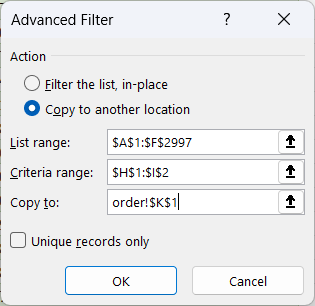 Advanced Filter
Action
Filter the list, in-place
Copy to another location
List range: $A$1:$F$2997
Criteria range: $H$1:$I$2
Copy to: order!$K$1
Unique records only
OK Cancel